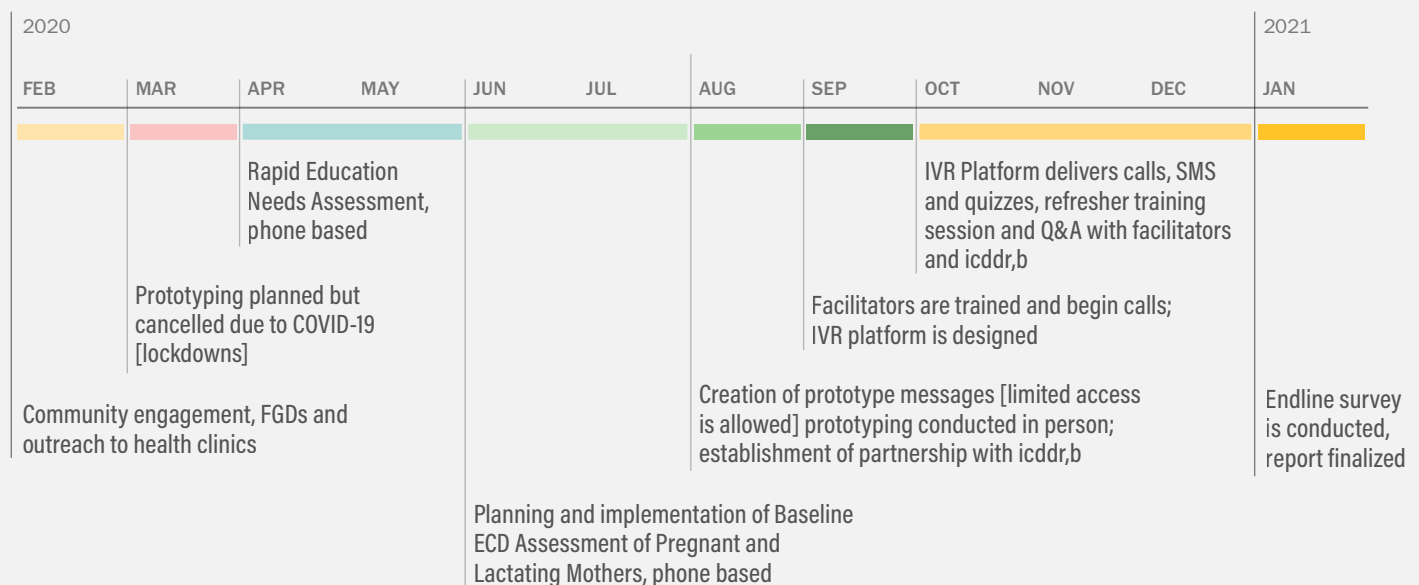 2020
2021
FEB
MAR
APR
MAY
JUN
JUL
AUG
SEP
OCT
NOV
DEC
JAN
Rapid Education
Needs Assessment,
phone based
IVR Platform delivers calls, SMS
and quizzes, refresher training
session and Q&A with facilitators
and icddr,b
Prototyping planned but
cancelled due to COVID-19
[lockdowns]
Facilitators are trained and begin calls;
IVR platform is designed
Community engagement, FGDs and
outreach to health clinics
Creation of prototype messages [limited access
is allowed] prototyping conducted in person;
establishment of partnership with icddr,b
Endline survey
is conducted,
report finalized
Planning and implementation of Baseline
ECD Assessment of Pregnant and
Lactating Mothers, phone based